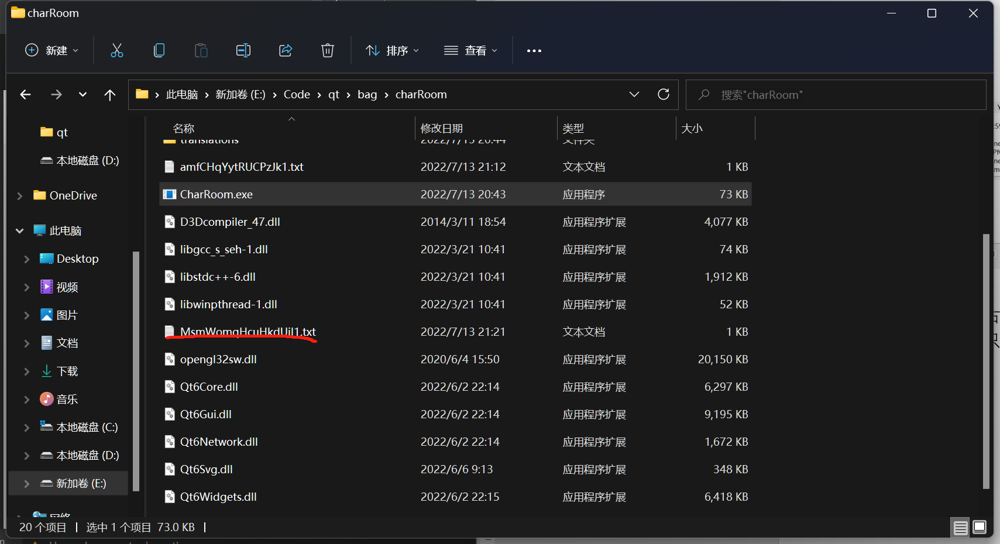 charRoom
新建 排序 查看
此电脑 新加卷 (E:) Code qt bag charRoom 搜索"charRoom"
qt
本地磁盘 (D:)
OneDrive
此电脑
Desktop
视频
图片
文档
下载
音乐
本地磁盘 (C:)
本地磁盘 (D:)
新加卷 (E:)
网络
名称 修改日期 类型 大小
translations 2022/7/13 20:44 文件夹
amfCHqYytRUCPzJk1.txt 2022/7/13 21:12 文本文档 1 KB
CharRoom.exe 2022/7/13 20:43 应用程序 73 KB
D3Dcompiler_47.dll 2014/3/11 18:54 应用程序扩展 4,077 KB
libgcc_s_seh-1.dll 2022/3/21 10:41 应用程序扩展 74 KB
libstdc++-6.dll 2022/3/21 10:41 应用程序扩展 1,912 KB
libwinpthread-1.dll 2022/3/21 10:41 应用程序扩展 52 KB
2022/7/13 21:21 文本文档 1 KB
opengl32sw.dll 2020/6/4 15:50 应用程序扩展 20,150 KB
Qt6Core.dll 2022/6/2 22:14 应用程序扩展 6,297 KB
Qt6Gui.dll 2022/6/2 22:14 应用程序扩展 9,195 KB
Qt6Network.dll 2022/6/2 22:14 应用程序扩展 1,672 KB
Qt6Svg.dll 2022/6/6 9:13 应用程序扩展 348 KB
Qt6Widgets.dll 2022/6/2 22:15 应用程序扩展 6,418 KB
20 个项目 选中 1 个项目 73.0 KB